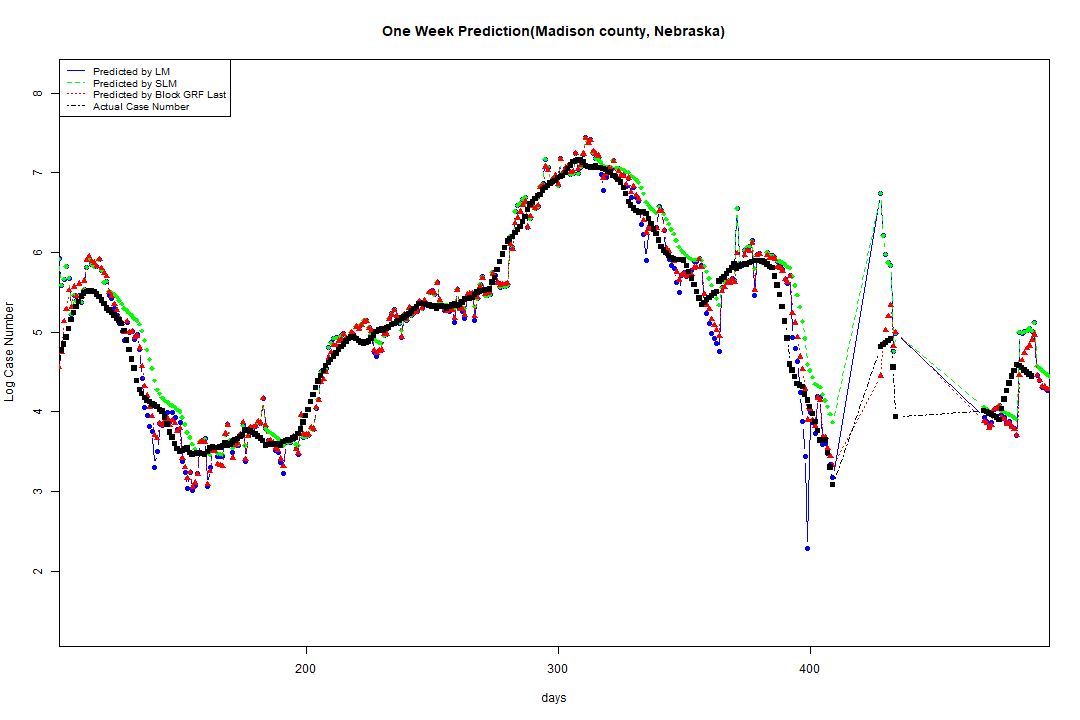 One Week Prediction(Madison county, Nebraska)
Predicted by LM
Predicted by SLM
Predicted by Block GRF Last
Actual Case Number
8
7
6
5
4
3
2
Log Case Number
200 300 400
days